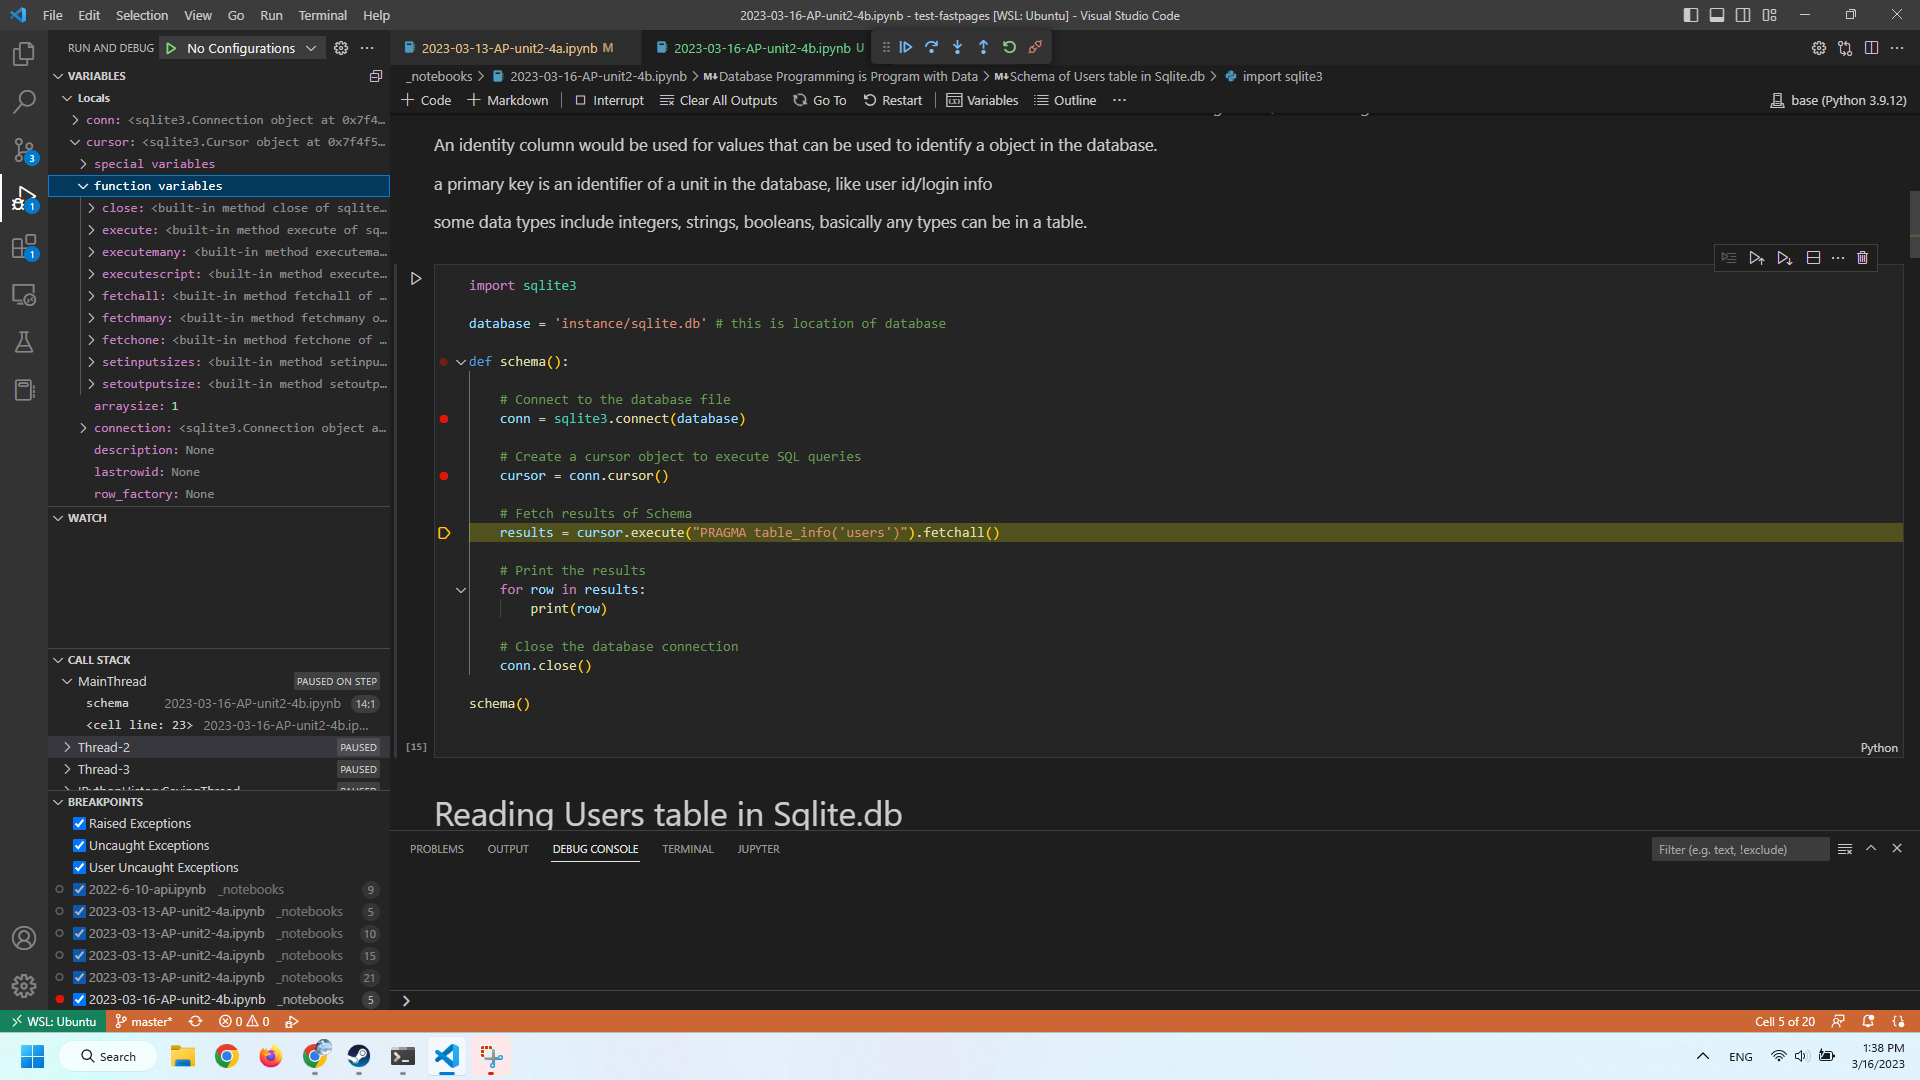 File Edit Selection View Go Run Terminal Help
2023-03-16-AP-unit2-4b.ipynb - test-fastpages [WSL: Ubuntu] - Visual Studio Code
RUN AND DEBUG No Configurations
2023-03-13-AP-unit2-4a.ipynb M
2023-03-16-AP-unit2-4b.ipynb U
VARIABLES
_notebooks > 2023-03-16-AP-unit2-4b.ipynb > M↓Database Programming is Program with Data > M↓Schema of Users table in Sqlite.db > import sqlite3
Code Markdown Interrupt Clear All Outputs Go To Restart Variables Outline ···
base (Python 3.9.12)
Locals
conn: <sqlite3.Connection object at 0x7f4…
cursor: <sqlite3.Cursor object at 0x7f4f5…
special variables
function variables
close: <built-in method close of sqlite…
execute: <built-in method execute of sq…
executemany: <built-in method executema…
executescript: <built-in method execute…
fetchall: <built-in method fetchall of …
fetchmany: <built-in method fetchmany o…
fetchone: <built-in method fetchone of …
setinputsizes: <built-in method setinpu…
setoutputsize: <built-in method setoutp…
arraysize: 1
connection: <sqlite3.Connection object a…
description: None
lastrowid: None
row_factory: None
WATCH
CALL STACK
MainThread PAUSED ON STEP
schema 2023-03-16-AP-unit2-4b.ipynb 14:1
<cell line: 23> 2023-03-16-AP-unit2-4b.ip…
Thread-2 PAUSED
Thread-3 PAUSED
BREAKPOINTS
Raised Exceptions
Uncaught Exceptions
User Uncaught Exceptions
2022-6-10-api.ipynb _notebooks 9
2023-03-13-AP-unit2-4a.ipynb _notebooks 5
2023-03-13-AP-unit2-4a.ipynb _notebooks 10
2023-03-13-AP-unit2-4a.ipynb _notebooks 15
2023-03-13-AP-unit2-4a.ipynb _notebooks 21
2023-03-16-AP-unit2-4b.ipynb _notebooks 5
3
1
1
An identity column would be used for values that can be used to identify a object in the database.
a primary key is an identifier of a unit in the database, like user id/login info
some data types include integers, strings, booleans, basically any types can be in a table.
import sqlite3
database = 'instance/sqlite.db' # this is location of database
def schema():
# Connect to the database file
conn = sqlite3.connect(database)
# Create a cursor object to execute SQL queries
cursor = conn.cursor()
# Fetch results of Schema
results = cursor.execute("PRAGMA table_info('users')").fetchall()
# Print the results
for row in results:
print(row)
# Close the database connection
conn.close()
schema()
[15]
Python
Reading Users table in Sqlite.db
PROBLEMS OUTPUT DEBUG CONSOLE TERMINAL JUPYTER
Filter (e.g. text, !exclude)
WSL: Ubuntu master* 0 0
Cell 5 of 20
Search
ENG
1:38 PM
3/16/2023